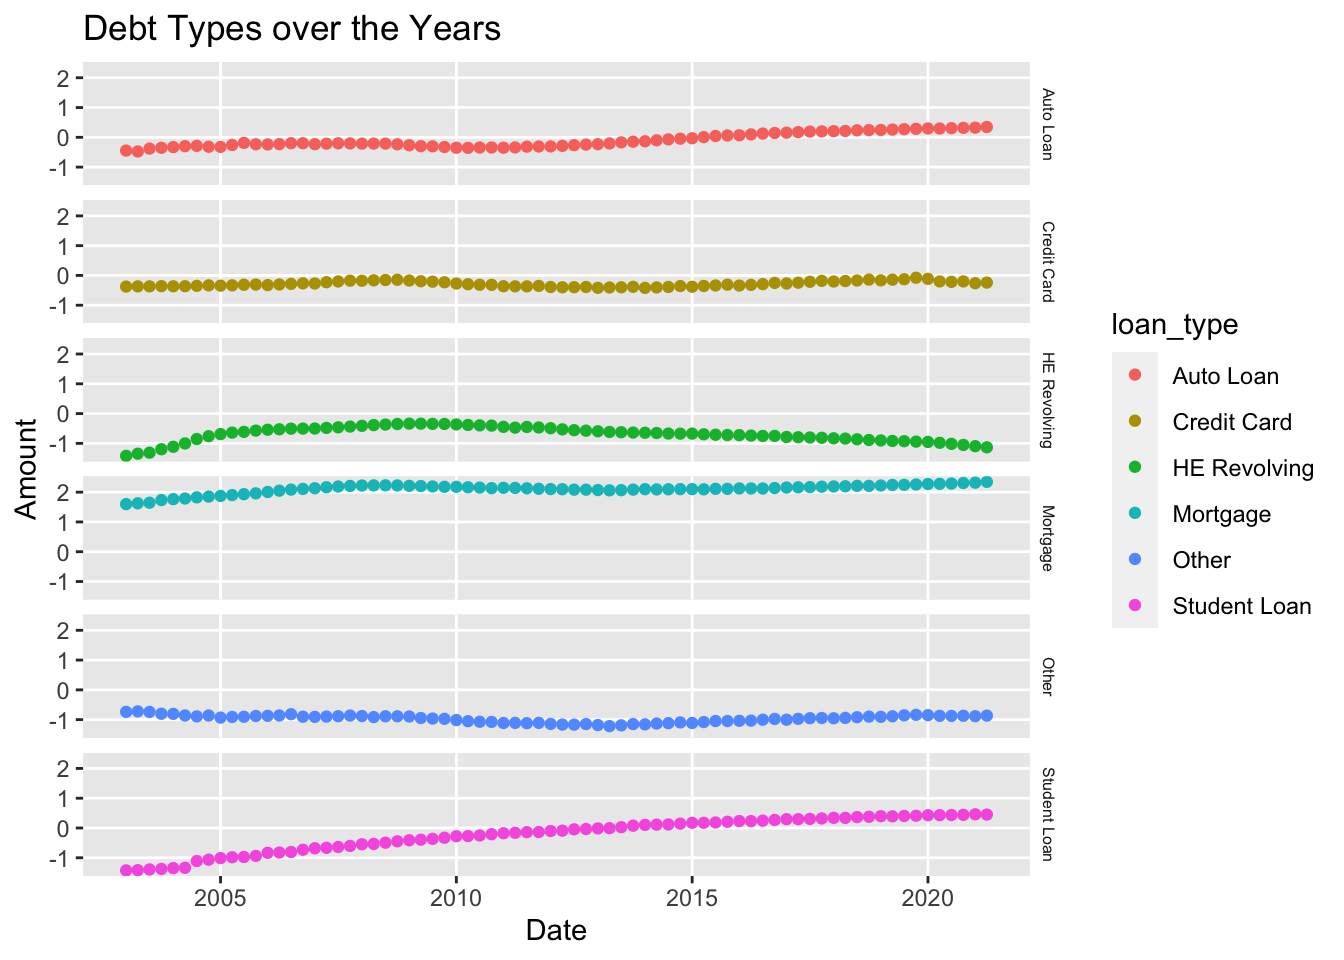 Debt Types over the Years
2
1
0
-1
Auto Loan
2
1
0
-1
Credit Card
2
1
0
-1
HE Revolving
2
1
0
-1
Mortgage
2
1
0
-1
Other
2
1
0
-1
Student Loan
Amount
2005
2010
2015
2020
Date
loan_type
Auto Loan
Credit Card
HE Revolving
Mortgage
Other
Student Loan